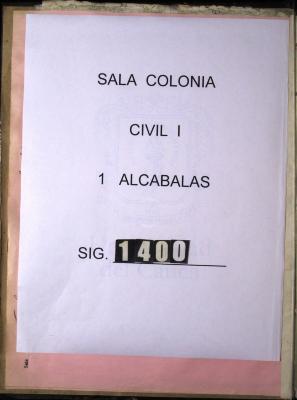 SALA COLONIA
CIVIL I
1 ALCABALAS
SIG. 1400